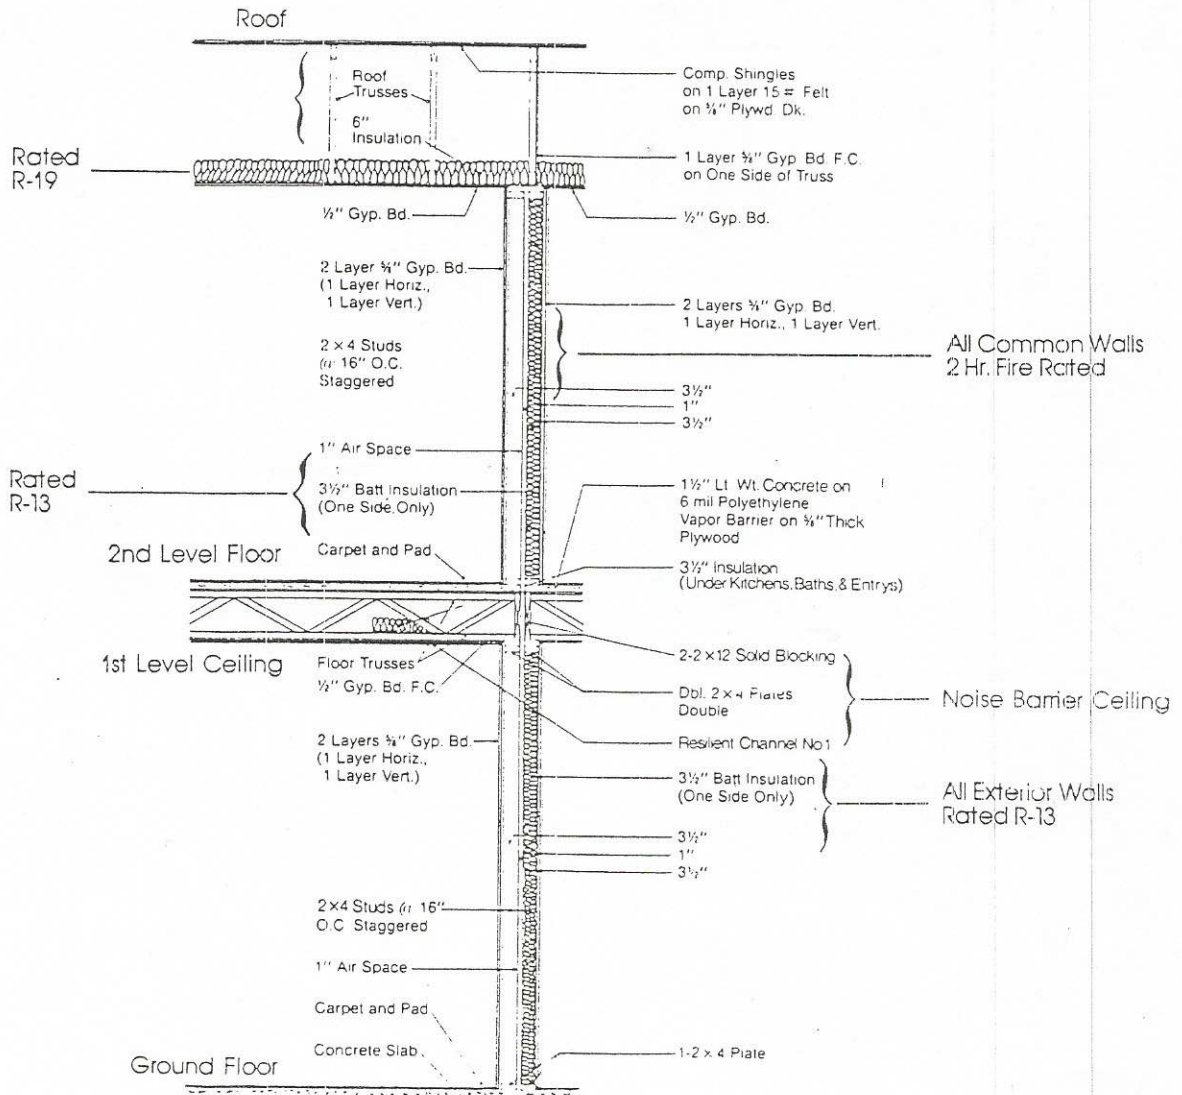 Roof
Roof
Trusses
6"
Insulation
Comp. Shingles
on 1 Layer 15# Felt
on ⅝" Plywd Dk.
Rated
R-19
1 Layer ⅝" Gyp Bd. F.C.
on One Side of Truss
½" Gyp. Bd.
½" Gyp. Bd.
2 Layer ⅝" Gyp. Bd.
(1 Layer Horiz.,
1 Layer Vert.)
2 Layers ⅝" Gyp. Bd.
1 Layer Horiz., 1 Layer Vert.
2 × 4 Studs
@ 16" O.C.
Staggered
All Common Walls
2 Hr. Fire Rated
3½"
1"
3½"
1" Air Space
Rated
R-13
3½" Batt Insulation
(One Side Only)
1½" Lt. Wt. Concrete on
6 mil Polyethylene
Vapor Barrier on ⅝" Thick
Plywood
2nd Level Floor
Carpet and Pad
3½" Insulation
(Under Kitchens, Baths, & Entrys)
1st Level Ceiling
Floor Trusses
½" Gyp. Bd. F.C.
2-2 × 12 Solid Blocking
Dbl. 2 × 4 Plates
Double
Resilient Channel No 1
Noise Barrier Ceiling
2 Layers ⅝" Gyp. Bd.
(1 Layer Horiz.,
1 Layer Vert.)
3½" Batt Insulation
(One Side Only)
All Exterior Walls
Rated R-13
3½"
1"
3½"
2 ×4 Studs @ 16"
O.C Staggered
1" Air Space
Carpet and Pad
Concrete Slab
Ground Floor
1-2 × 4 Plate